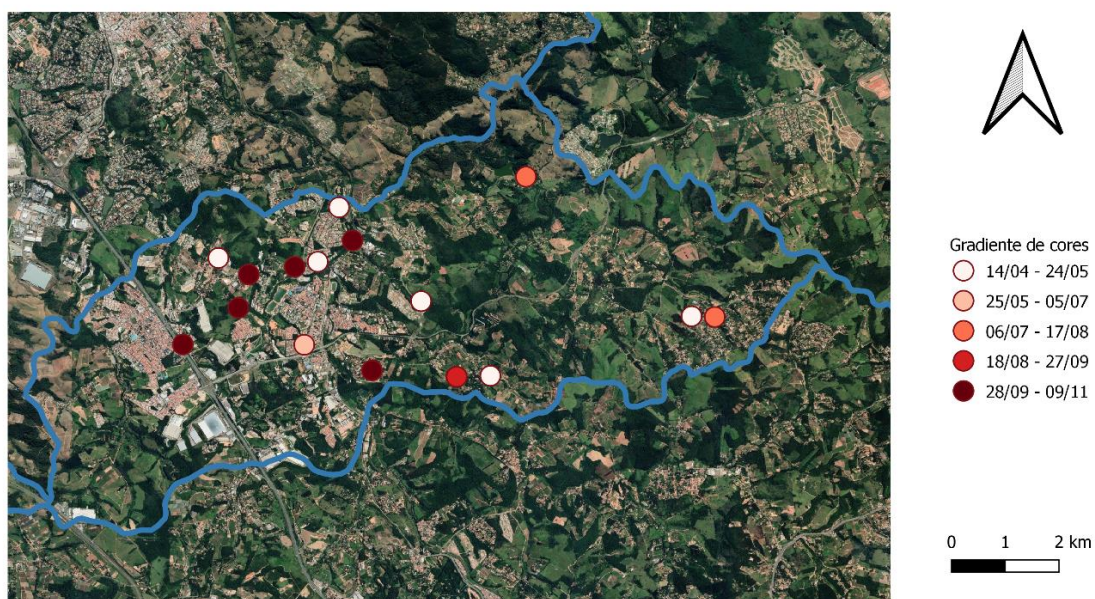 Gradiente de cores
14/04 - 24/05
25/05 - 05/07
06/07 - 17/08
18/08 - 27/09
28/09 - 09/11
0 1 2 km